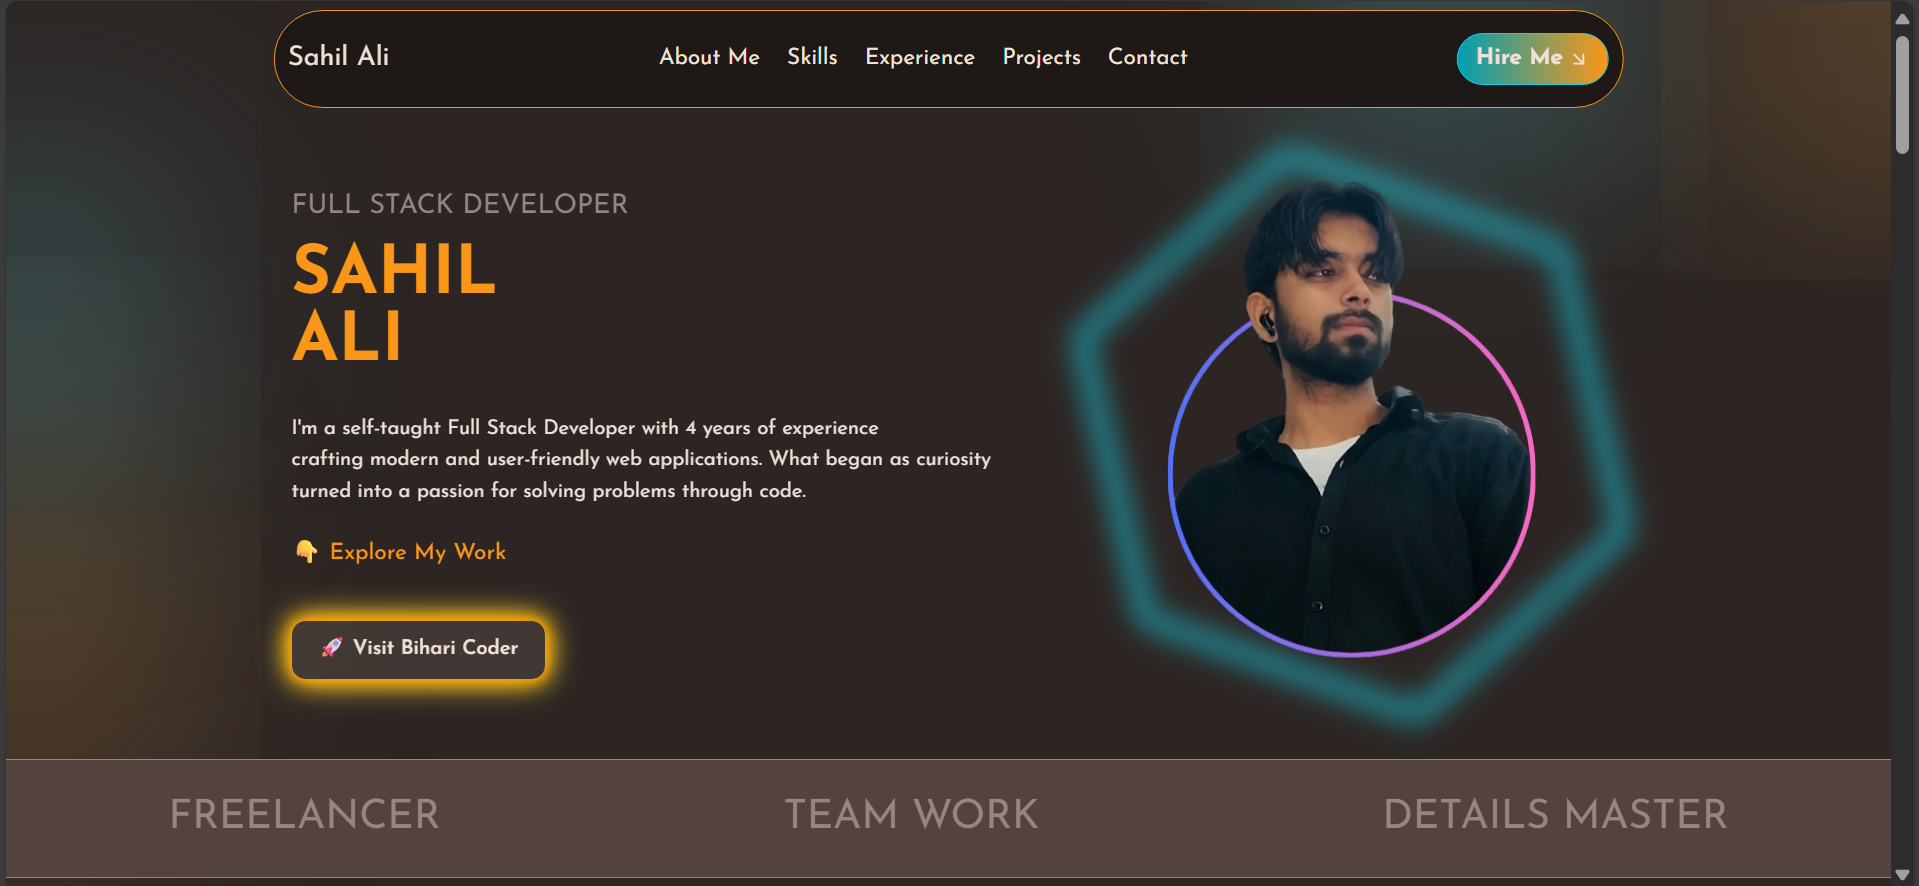 Sahil Ali
About Me Skills Experience Projects Contact
Hire Me
FULL STACK DEVELOPER
SAHIL
ALI
I'm a self-taught Full Stack Developer with 4 years of experience
crafting modern and user-friendly web applications. What began as curiosity
turned into a passion for solving problems through code.
👇 Explore My Work
🚀 Visit Bihari Coder
FREELANCER TEAM WORK DETAILS MASTER